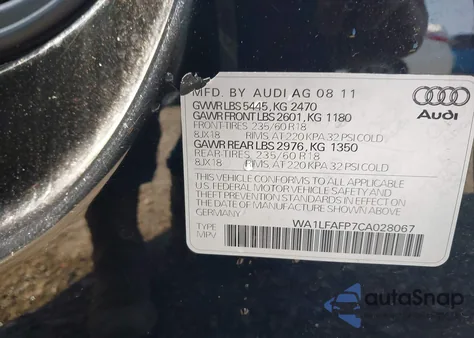 MFD. BY AUDI AG 08 11
GVWR LBS 5445, KG 2470
GAWR FRONT LBS 2601, KG 1180
FRONT-TIRES 235/60 R18
8JX18 RIMS, AT 220 KPA 32 PSI COLD
GAWR REAR LBS 2976, KG 1350
REAR-TIRES 235/60 R18
8JX18 RIMS, AT 220 KPA 32 PSI COLD
THIS VEHICLE CONFORMS TO ALL APPLICABLE
U.S. FEDERAL MOTOR VEHICLE SAFETY AND
THEFT PREVENTION STANDARDS IN EFFECT ON
THE DATE OF MANUFACTURE SHOWN ABOVE
GERMANY
TYPE
MPV
WA1LFAFP7CA028067
Audi
autoSnap